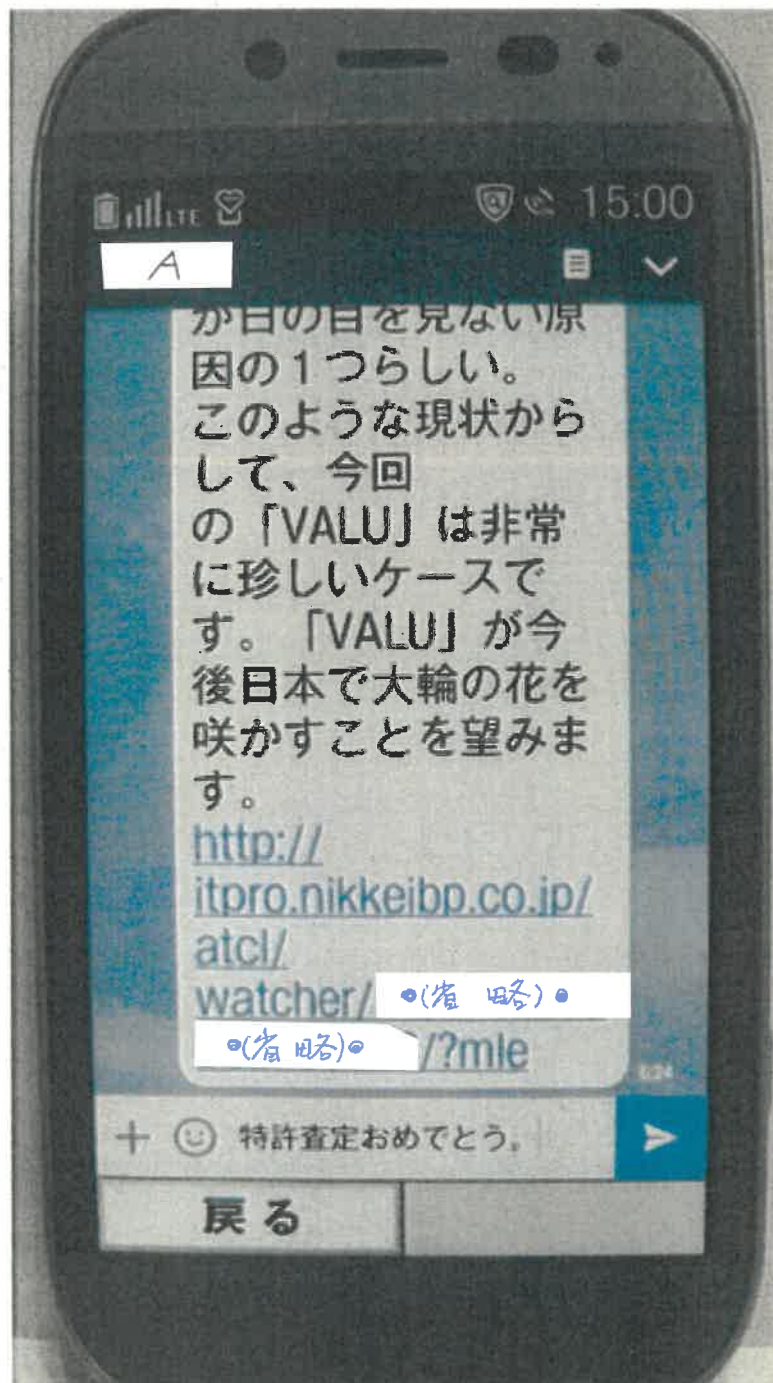 LTE 15:00
A
が日の目を見ない原
因の１つらしい。
このような現状から
して、今回
の「VALU」は非常
に珍しいケースで
す。「VALU」が今
後日本で大輪の花を
咲かすことを望みま
す。
http://
itpro.nikkeibp.co.jp/
atcl/
watcher/ •(省略)•
•(省略)• /?mle
特許査定おめでとう。
戻る